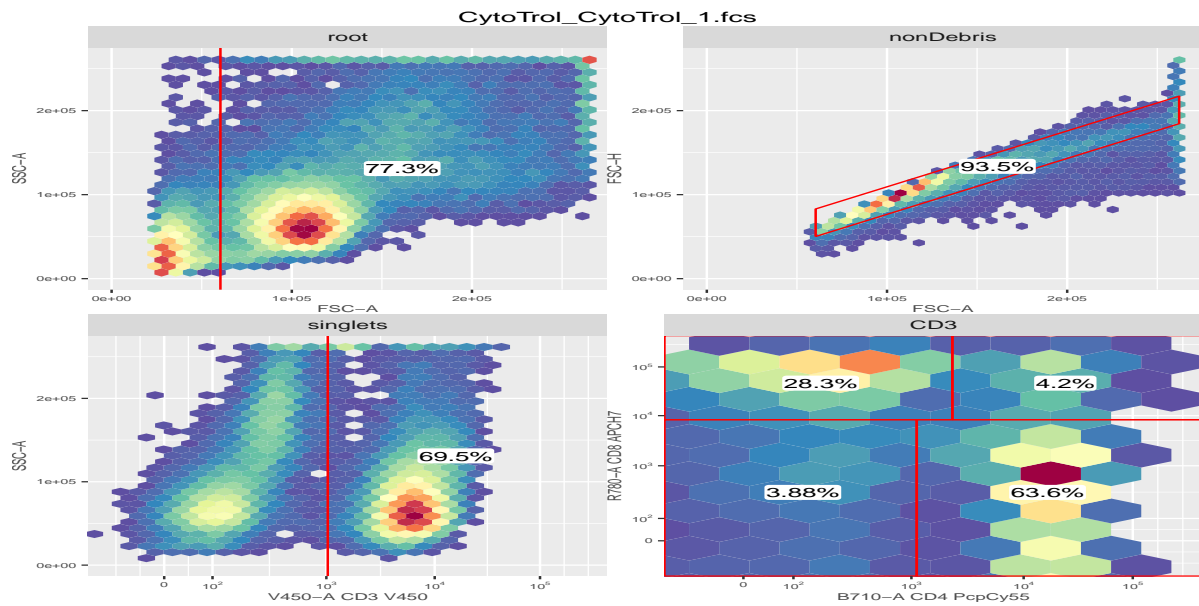 CytoTrol_CytoTrol_1.fcs
root
nonDebris
SSC−A
2e+05
1e+05
0e+00
77.3%
0e+00 1e+05 2e+05
FSC−A
FSC−H
2e+05
1e+05
0e+00
93.5%
0e+00 1e+05 2e+05
FSC−A
singlets
CD3
SSC−A
2e+05
1e+05
0e+00
69.5%
0 10² 10³ 10⁴
V450−A CD3 V450
R780−A CD8 APCH7
10⁵
10⁴
10³
10²
0
28.3% 4.2%
3.88% 63.6%
0 10² 10³ 10⁴ 10⁵
B710−A CD4 PcpCy55